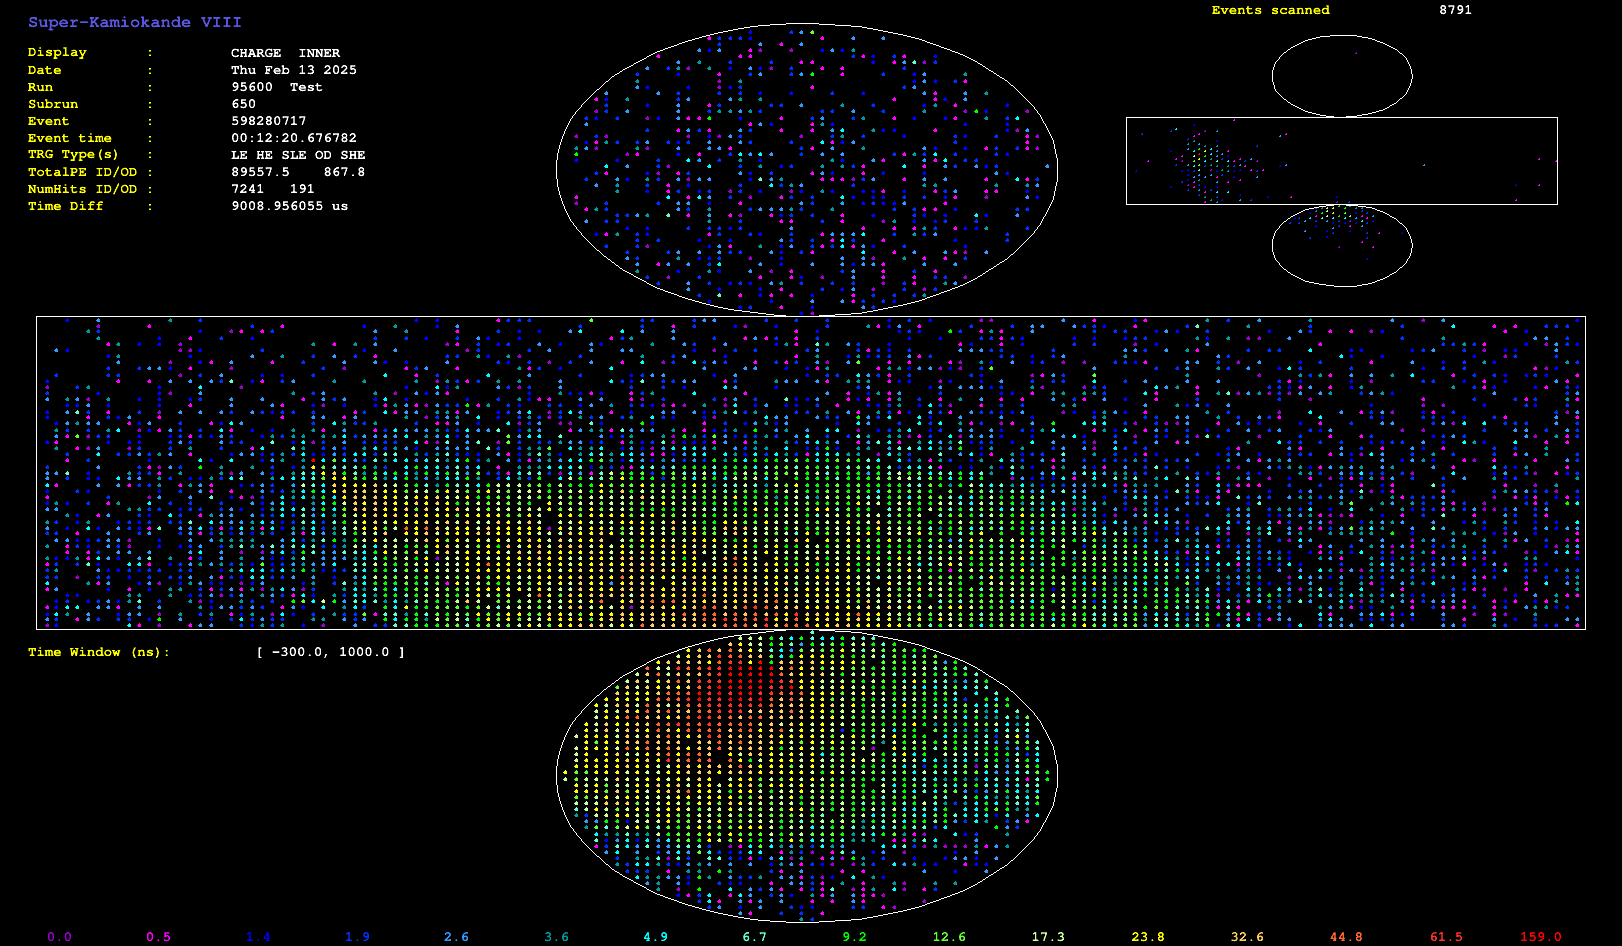 Super-Kamiokande VIII
Display : CHARGE INNER
Date : Thu Feb 13 2025
Run : 95600 Test
Subrun : 650
Event : 598280717
Event time : 00:12:20.676782
TRG Type(s) : LE HE SLE OD SHE
TotalPE ID/OD : 89557.5 867.8
NumHits ID/OD : 7241 191
Time Diff : 9008.956055 us
Events scanned 8791
Time Window (ns): [ -300.0, 1000.0 ]
0.0 0.5 1.4 1.9 2.6 3.6 4.9 6.7 9.2 12.6 17.3 23.8 32.6 44.8 61.5 159.0